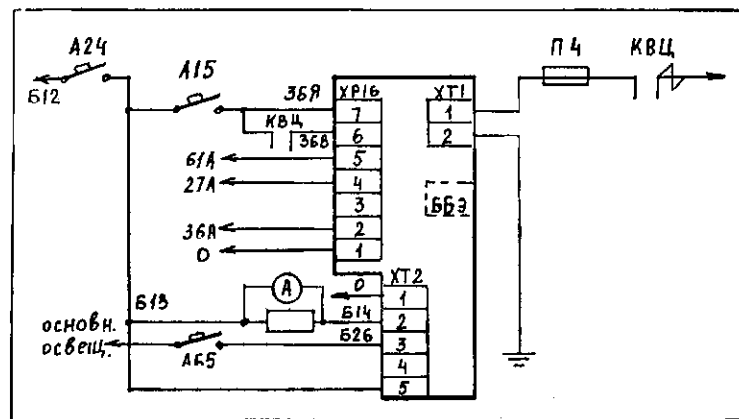 А24
П4
КВЦ
Б12
А15
36Я
ХР16
ХТ1
7
1
КВЦ
36В
6
2
61А
5
27А
4
ББЭ
3
36А
2
0
1
0
ХТ2
1
А
Б13
Б14
2
основн.
освещ.
Б26
3
А65
4
5